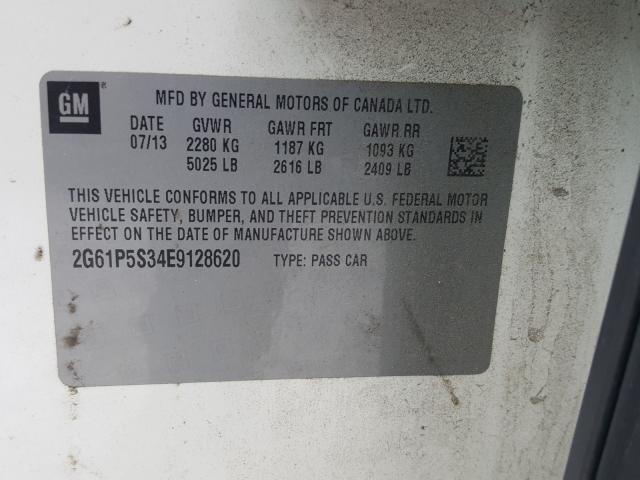 GM
MFD BY GENERAL MOTORS OF CANADA LTD.
DATE GVWR GAWR FRT GAWR RR
07/13 2280 KG 1187 KG 1093 KG
5025 LB 2616 LB 2409 LB
THIS VEHICLE CONFORMS TO ALL APPLICABLE U.S. FEDERAL MOTOR
VEHICLE SAFETY, BUMPER, AND THEFT PREVENTION STANDARDS IN
EFFECT ON THE DATE OF MANUFACTURE SHOWN ABOVE.
2G61P5S34E9128620 TYPE: PASS CAR